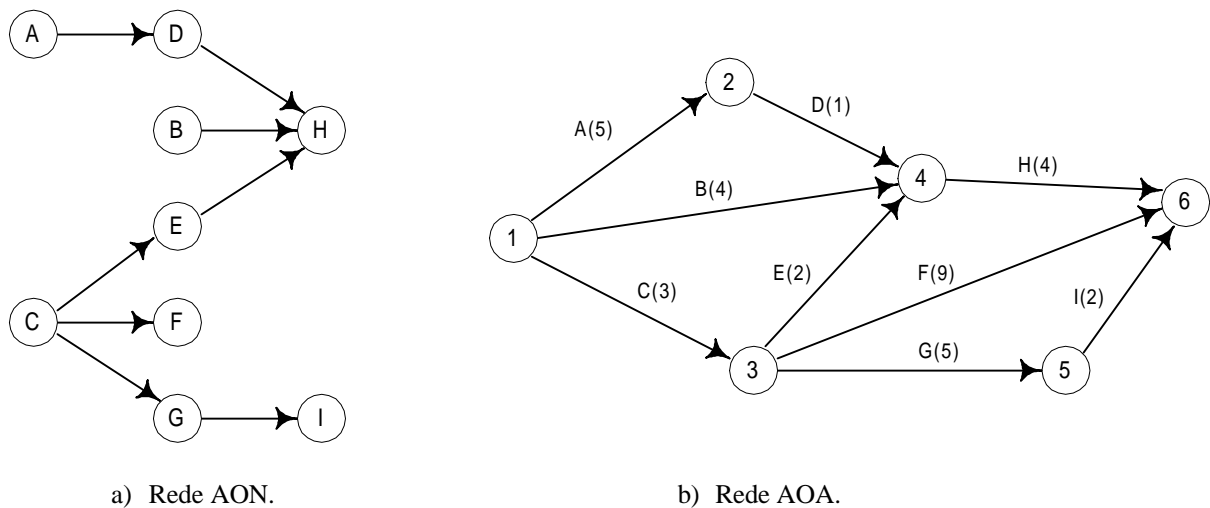 A
D
B
H
E
C
F
G
I
a) Rede AON.
2
A(5)
D(1)
B(4)
4
H(4)
6
1
C(3)
E(2)
F(9)
I(2)
3
G(5)
5
b) Rede AOA.